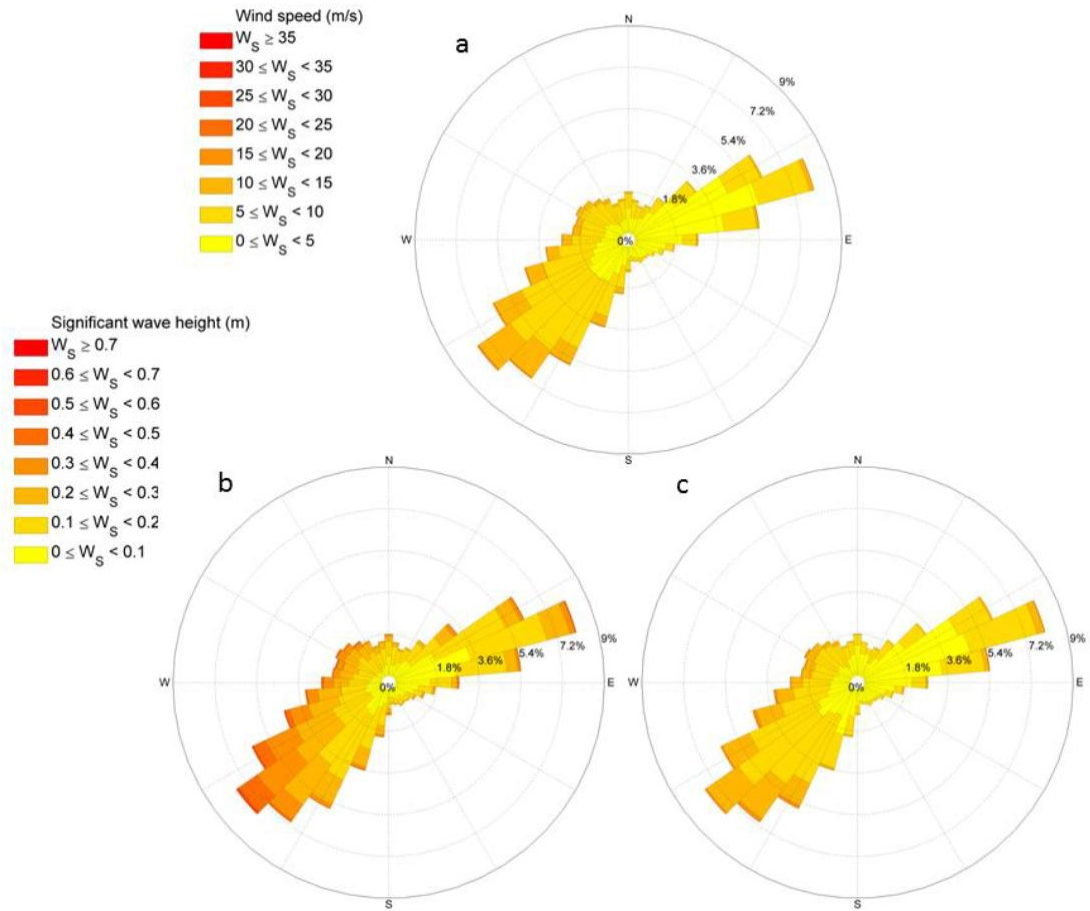 Wind speed (m/s)
W_S ≥ 35
30 ≤ W_S < 35
25 ≤ W_S < 30
20 ≤ W_S < 25
15 ≤ W_S < 20
10 ≤ W_S < 15
5 ≤ W_S < 10
0 ≤ W_S < 5
a
N
9%
7.2%
5.4%
3.6%
1.8%
0%
W
E
S
Significant wave height (m)
W_S ≥ 0.7
0.6 ≤ W_S < 0.7
0.5 ≤ W_S < 0.6
0.4 ≤ W_S < 0.5
0.3 ≤ W_S < 0.4
0.2 ≤ W_S < 0.3
0.1 ≤ W_S < 0.2
0 ≤ W_S < 0.1
b
N
9%
7.2%
5.4%
3.6%
1.8%
0%
W
E
S
c
N
9%
7.2%
5.4%
3.6%
1.8%
0%
W
E
S